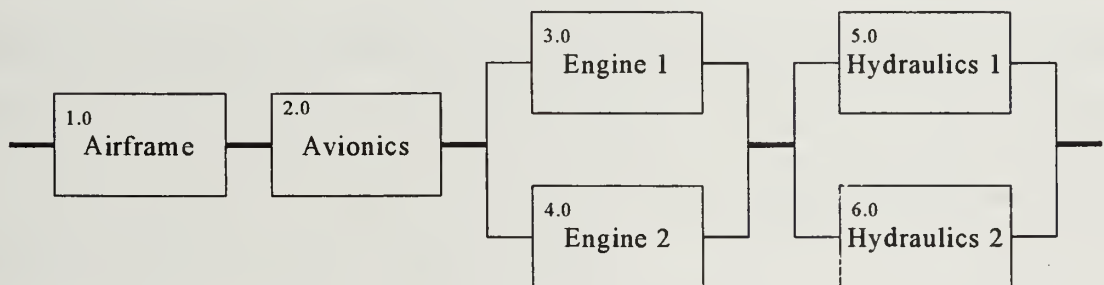 1.0
Airframe
2.0
Avionics
3.0
Engine 1
4.0
Engine 2
5.0
Hydraulics 1
6.0
Hydraulics 2